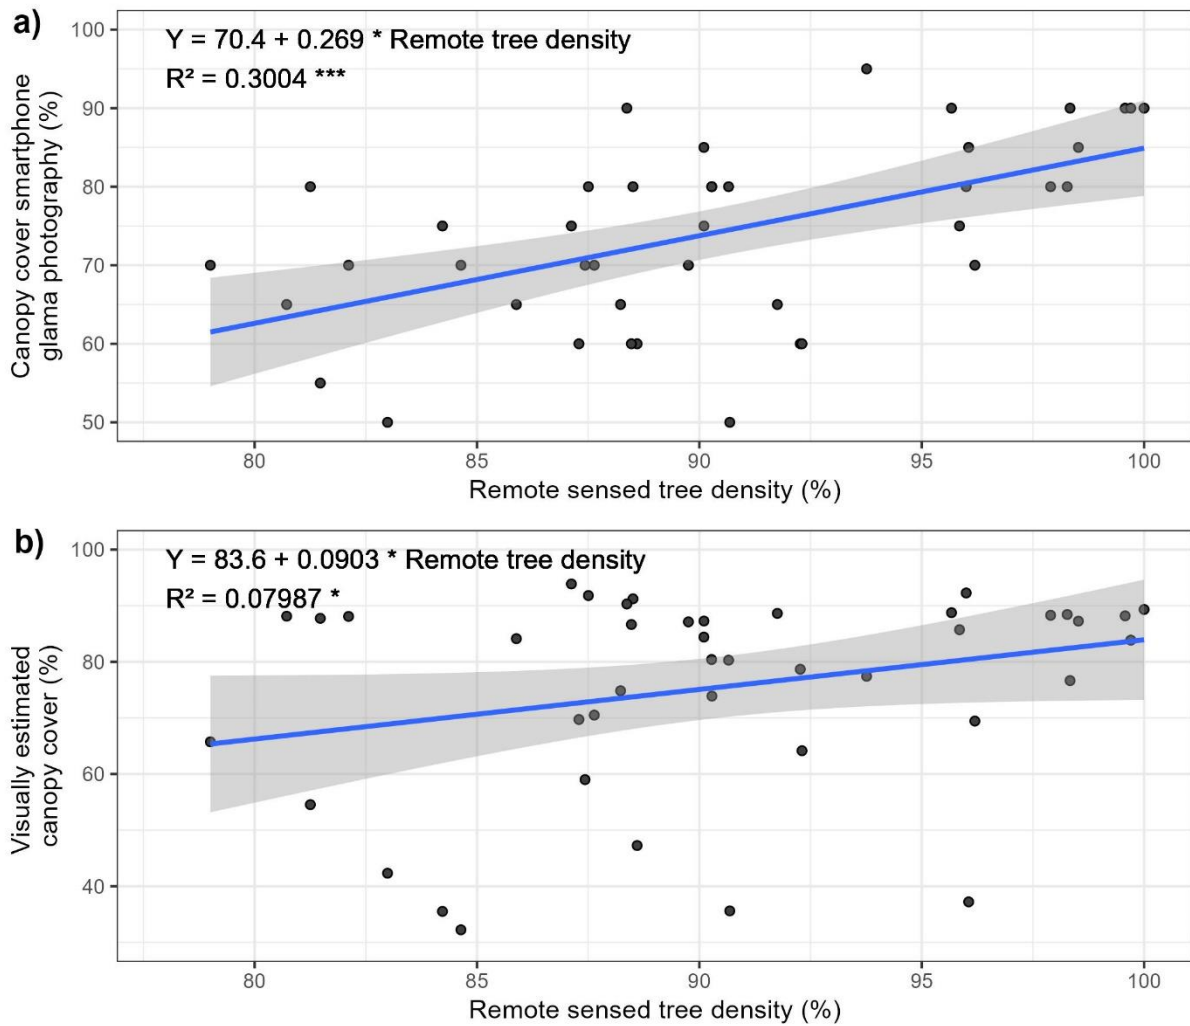 a)
Y = 70.4 + 0.269 * Remote tree density
R² = 0.3004 ***
Canopy cover smartphone
glama photography (%)
100
90
80
70
60
50
80
85
90
95
100
Remote sensed tree density (%)
b)
Y = 83.6 + 0.0903 * Remote tree density
R² = 0.07987 *
Visually estimated
canopy cover (%)
100
80
60
40
80
85
90
95
100
Remote sensed tree density (%)